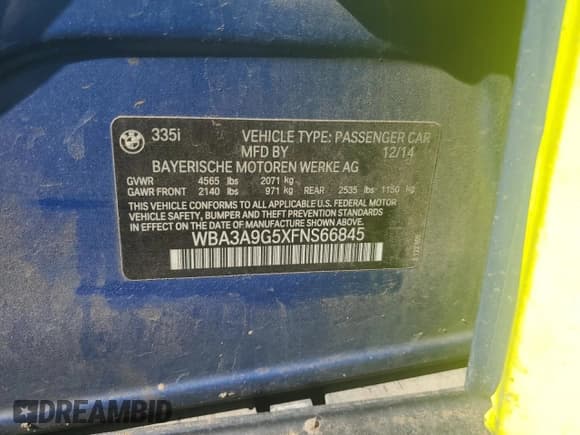 335i VEHICLE TYPE: PASSENGER CAR
MFD BY 12/14
BAYERISCHE MOTOREN WERKE AG
GVWR 4565 lbs 2071 kg
GAWR FRONT 2140 lbs 971 kg REAR 2535 lbs 1150 kg
THIS VEHICLE CONFORMS TO ALL APPLICABLE U.S. FEDERAL MOTOR
VEHICLE SAFETY, BUMPER AND THEFT PREVENTION STANDARDS
IN EFFECT ON THE DATE OF MANUFACTURE SHOWN ABOVE.
WBA3A9G5XFNS66845
DREAMBID